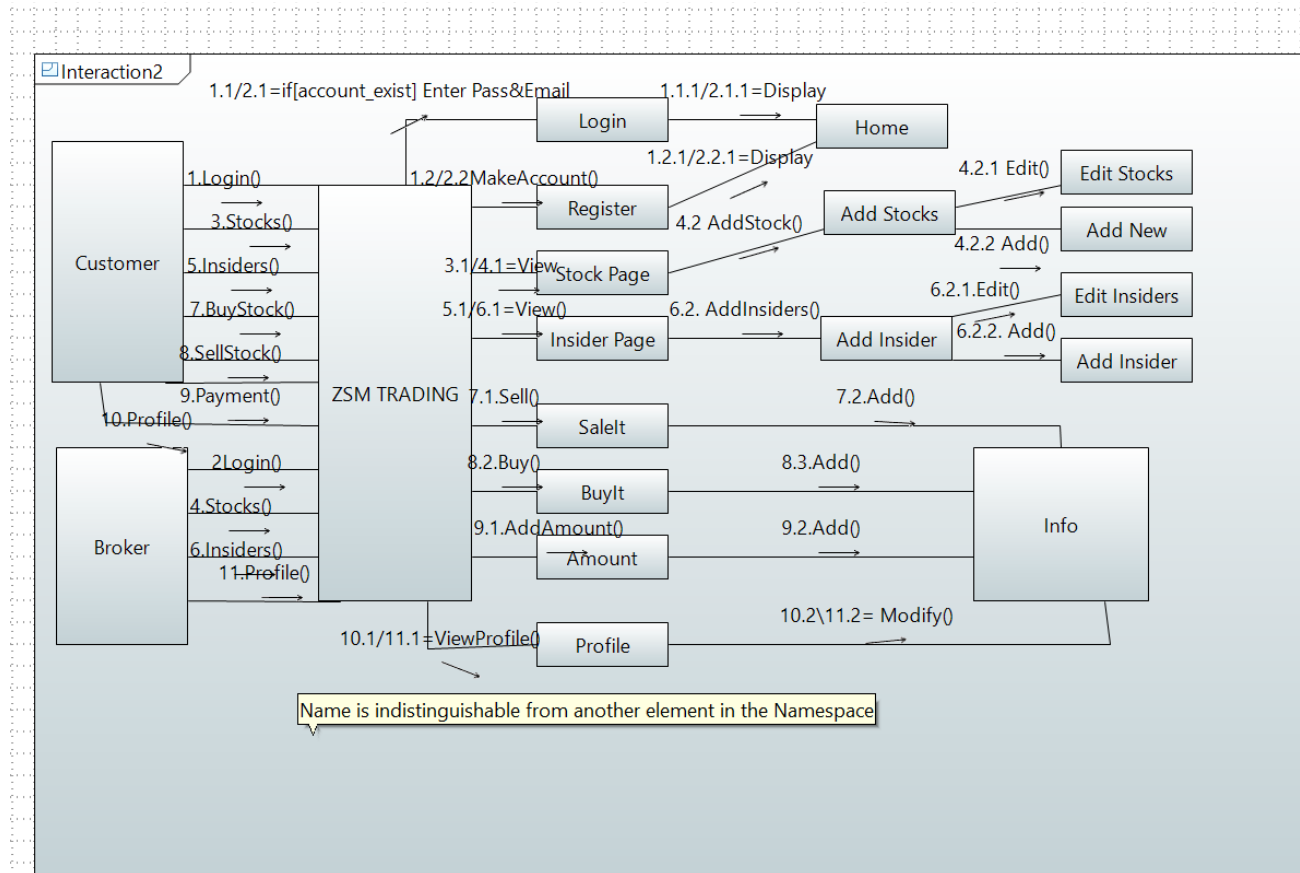 Interaction2
1.1/2.1=if[account_exist] Enter Pass&Email
1.1.1/2.1.1=Display
Login
Home
1.2.1/2.2.1=Display
1.Login()
1.2/2.2MakeAccount()
4.2.1 Edit()
Edit Stocks
Register
3.Stocks()
4.2 AddStock()
Add Stocks
Add New
4.2.2 Add()
Customer
5.Insiders()
3.1/4.1=View
Stock Page
6.2.1.Edit()
Edit Insiders
7.BuyStock()
5.1/6.1=View()
6.2. AddInsiders()
Insider Page
Add Insider
6.2.2. Add()
8.SellStock()
Add Insider
9.Payment()
ZSM TRADING
7.1.Sell()
7.2.Add()
10.Profile()
SaleIt
2Login()
8.2.Buy()
8.3.Add()
BuyIt
4.Stocks()
9.1.AddAmount()
9.2.Add()
Info
Broker
6.Insiders()
Amount
11.Profile()
10.1/11.1=ViewProfile()
Profile
10.2\11.2= Modify()
Name is indistinguishable from another element in the Namespace